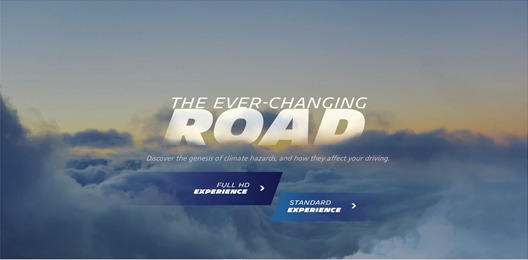 THE EVER-CHANGING
ROAD
Discover the genesis of climate hazards, and how they affect your driving.
FULL HD
EXPERIENCE
STANDARD
EXPERIENCE